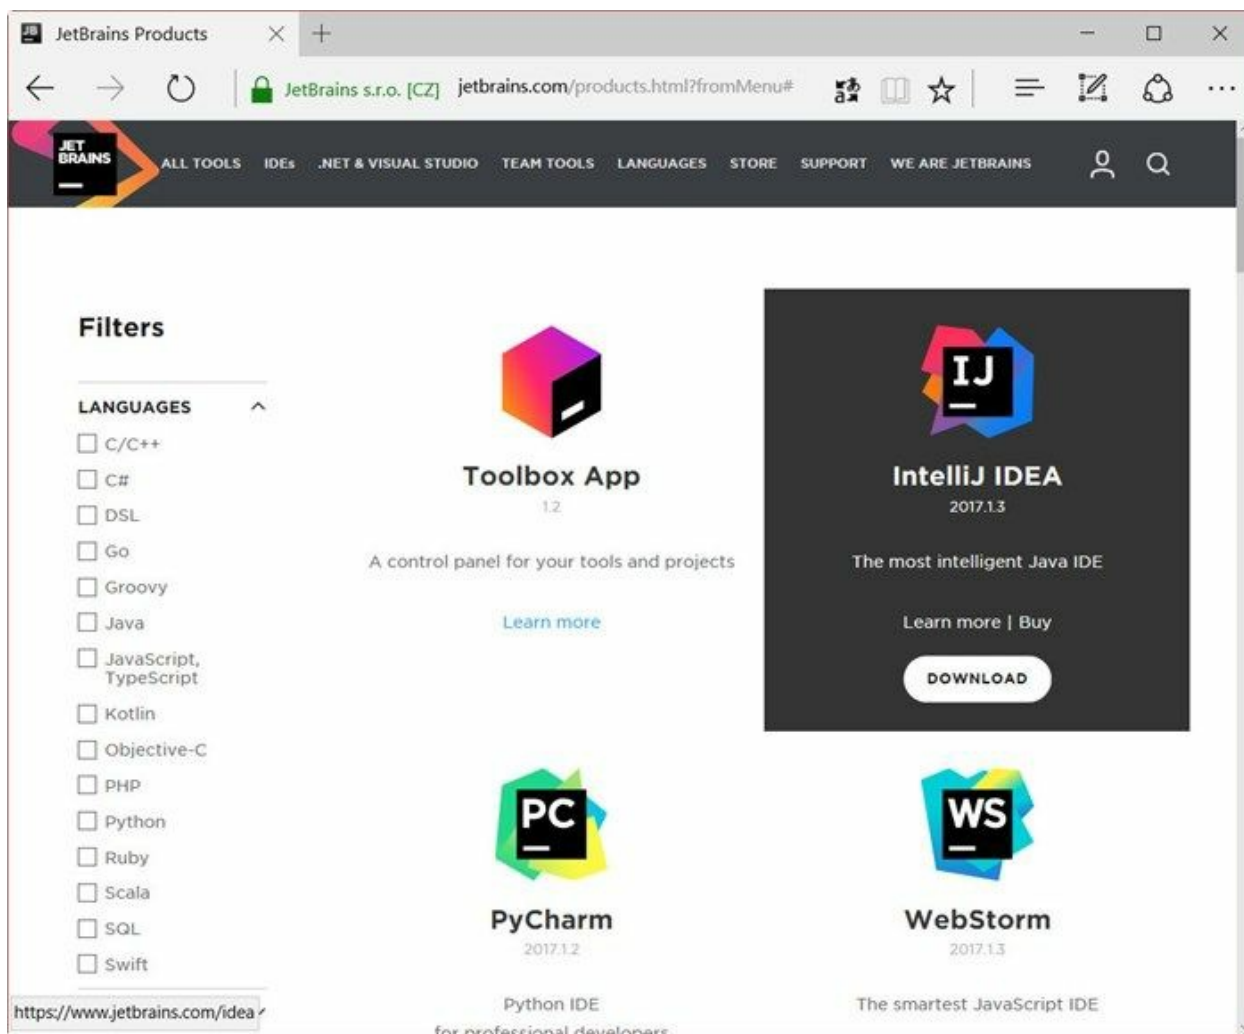 JB JetBrains Products
JetBrains s.r.o. [CZ] jetbrains.com/products.html?fromMenu#
JET
BRAINS
ALL TOOLS IDEs .NET & VISUAL STUDIO TEAM TOOLS LANGUAGES STORE SUPPORT WE ARE JETBRAINS
Filters
LANGUAGES
C/C++
C#
DSL
Go
Groovy
Java
JavaScript,
TypeScript
Kotlin
Objective-C
PHP
Python
Ruby
Scala
SQL
Swift
Toolbox App
1.2
A control panel for your tools and projects
Learn more
IJ
IntelliJ IDEA
2017.1.3
The most intelligent Java IDE
Learn more | Buy
DOWNLOAD
PC
PyCharm
2017.1.2
Python IDE
for professional developers
WS
WebStorm
2017.1.3
The smartest JavaScript IDE
https://www.jetbrains.com/idea